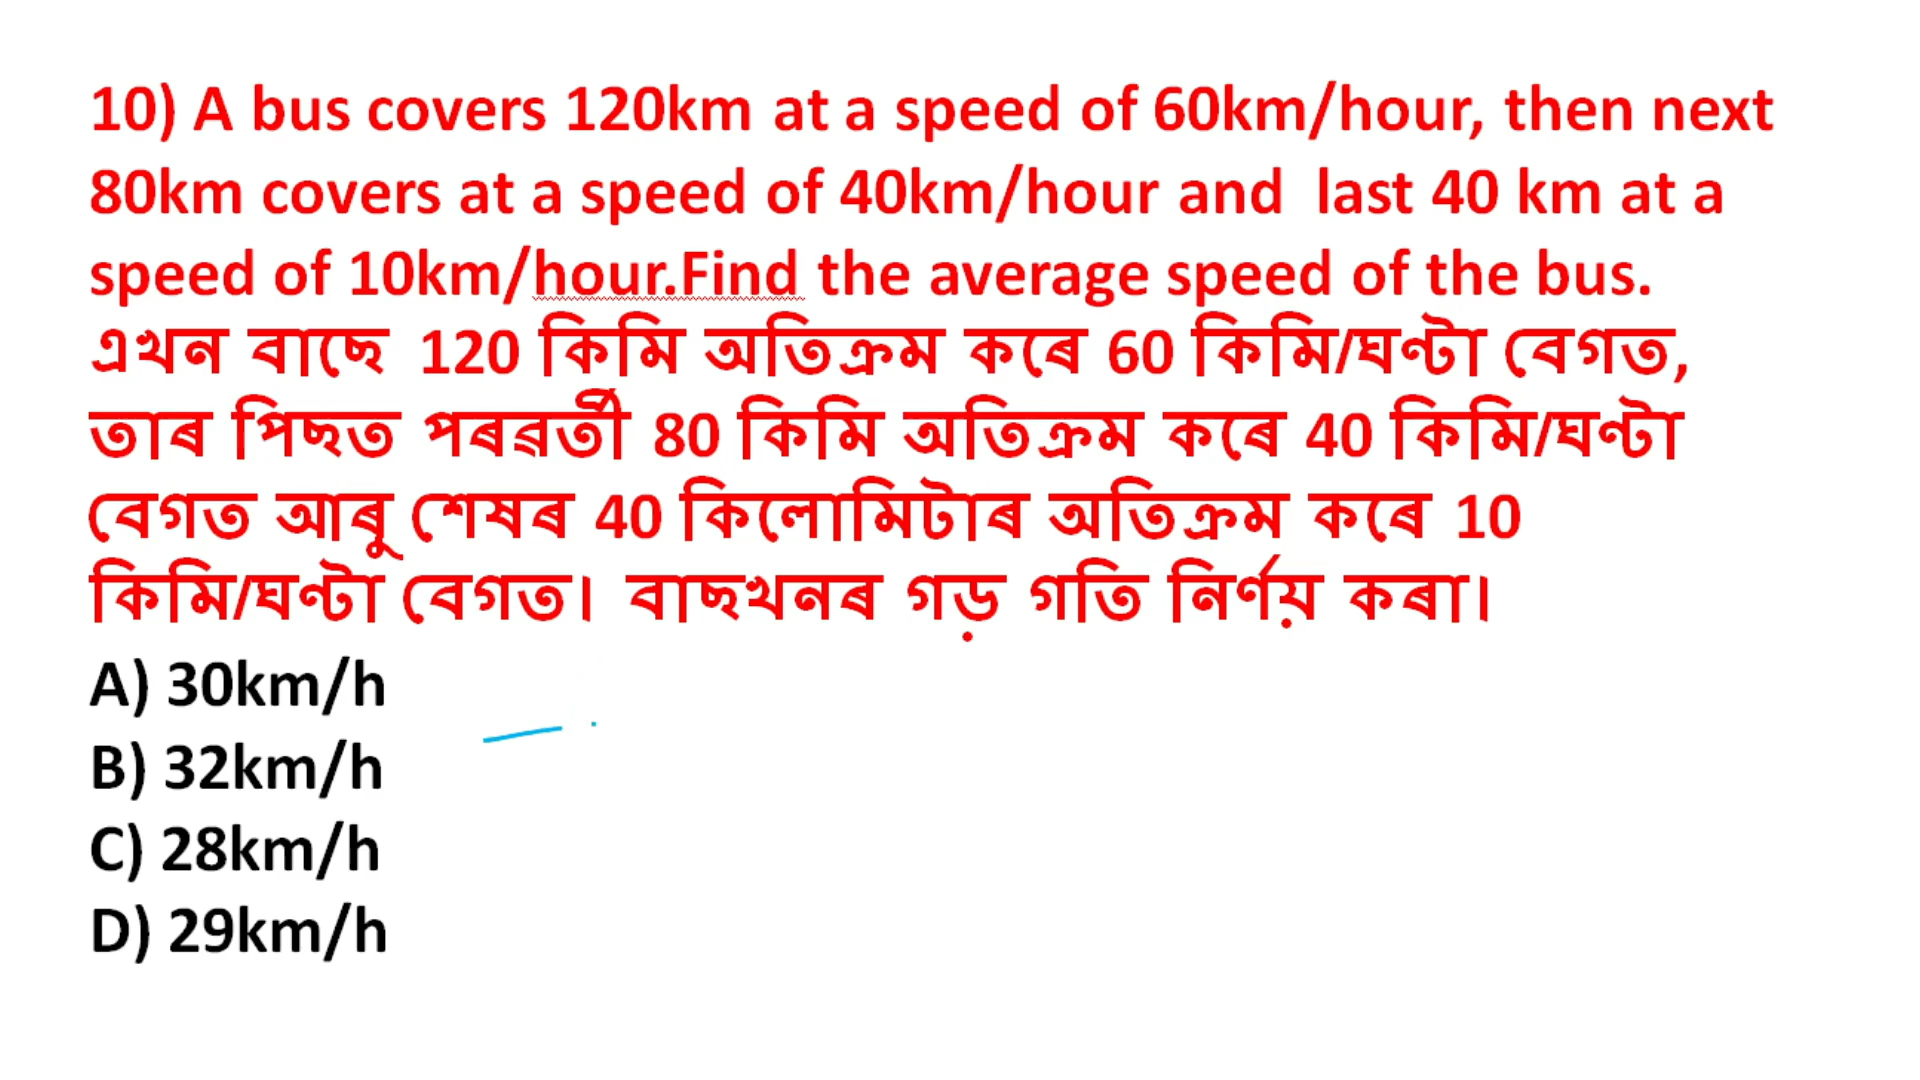 10) A bus covers 120km at a speed of 60km/hour, then next
80km covers at a speed of 40km/hour and last 40 km at a
speed of 10km/hour.Find the average speed of the bus.
এখন বাছে 120 কিমি অতিক্ৰম কৰে 60 কিমি/ঘণ্টা বেগত,
তাৰ পিছত পৰৱৰ্তী 80 কিমি অতিক্ৰম কৰে 40 কিমি/ঘণ্টা
বেগত আৰু শেষৰ 40 কিলোমিটাৰ অতিক্ৰম কৰে 10
কিমি/ঘণ্টা বেগত। বাছখনৰ গড় গতি নিৰ্ণয় কৰা।
A) 30km/h
B) 32km/h
C) 28km/h
D) 29km/h